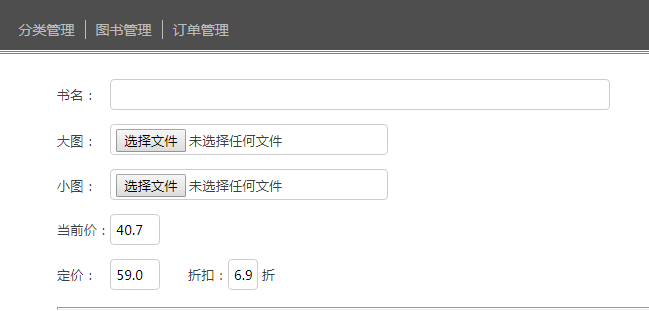 分类管理 图书管理 订单管理
书名：
大图： 选择文件 未选择任何文件
小图： 选择文件 未选择任何文件
当前价： 40.7
定价： 59.0 折扣： 6.9 折